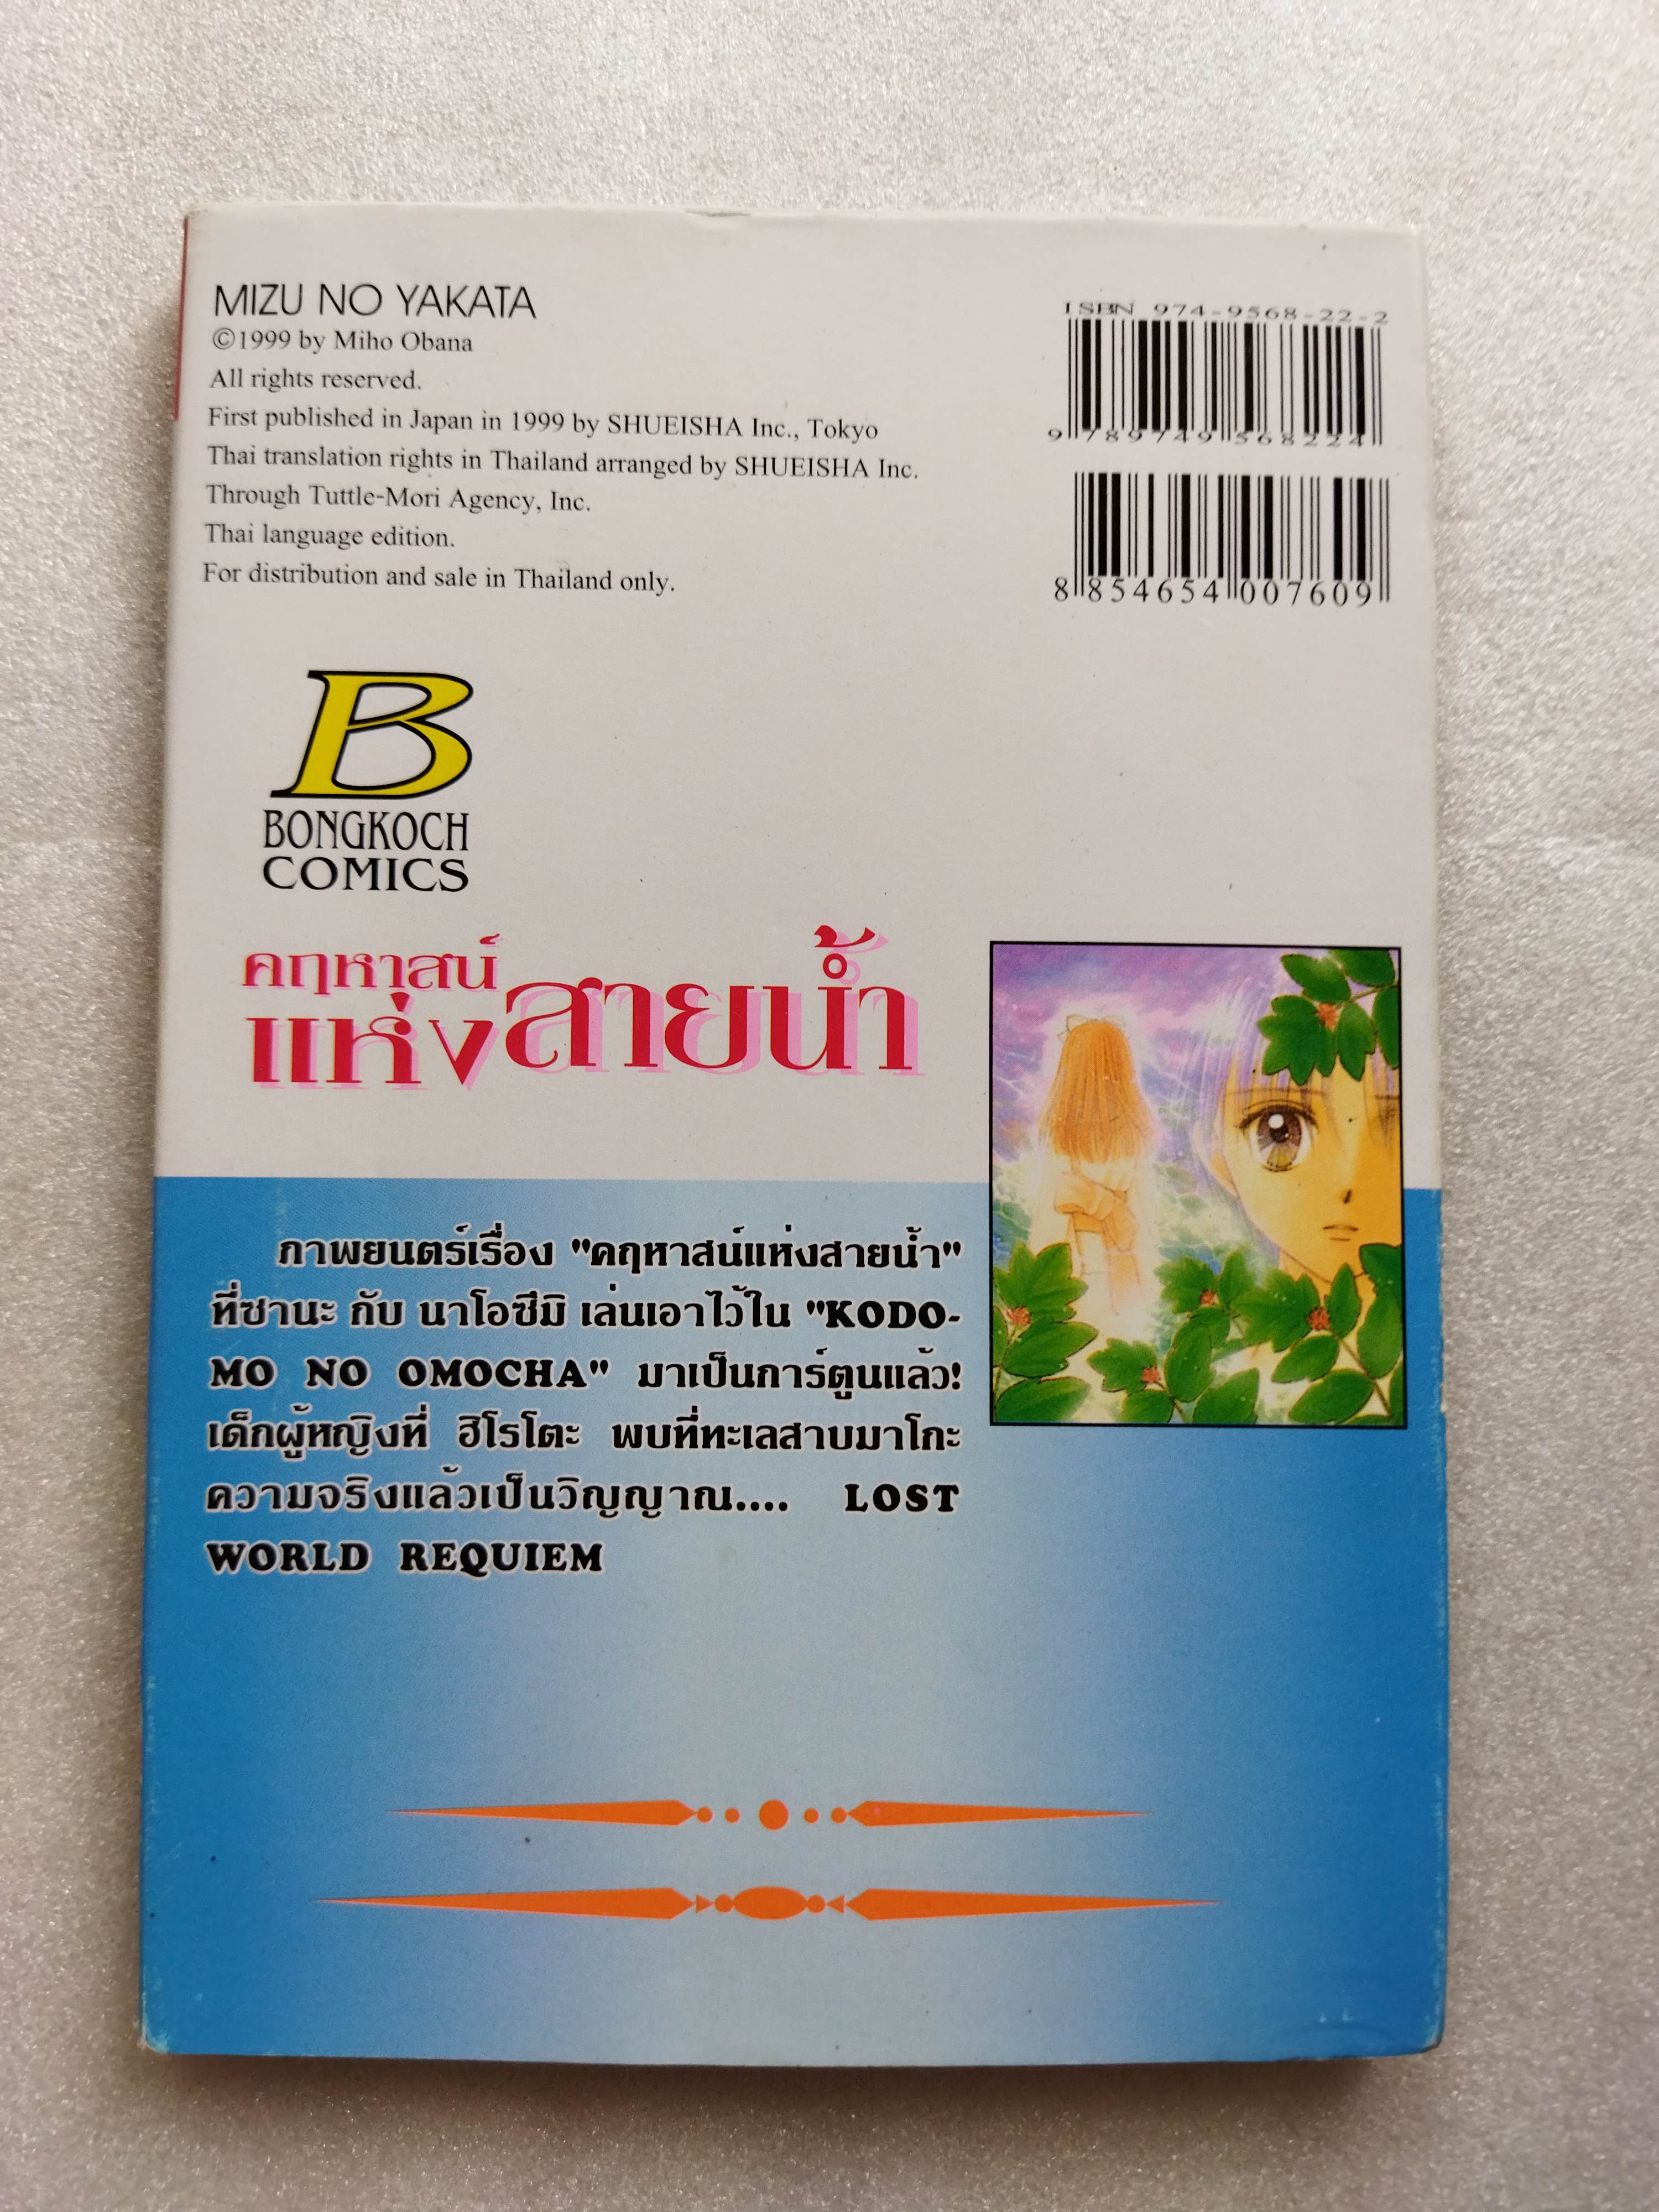 MIZU NO YAKATA
©1999 by Miho Obana
All rights reserved.
First published in Japan in 1999 by SHUEISHA Inc., Tokyo
Thai translation rights in Thailand arranged by SHUEISHA Inc.
Through Tuttle-Mori Agency, Inc.
Thai language edition.
For distribution and sale in Thailand only.
ISBN 974-9568-22-2
9 789749 568224
8 854654 007609
B
BONGKOCH
COMICS
คฤหาสน์
แห่งสายน้ำ
ภาพยนตร์เรื่อง "คฤหาสน์แห่งสายน้ำ"
ที่ซานะ กับ นาโอซึมิ เล่นเอาไว้ใน "KODO-
MO NO OMOCHA" มาเป็นการ์ตูนแล้ว!
เด็กผู้หญิงที่ ฮิโรโตะ พบที่ทะเลสาบมาโกะ
ความจริงแล้วเป็นวิญญาณ.... LOST
WORLD REQUIEM